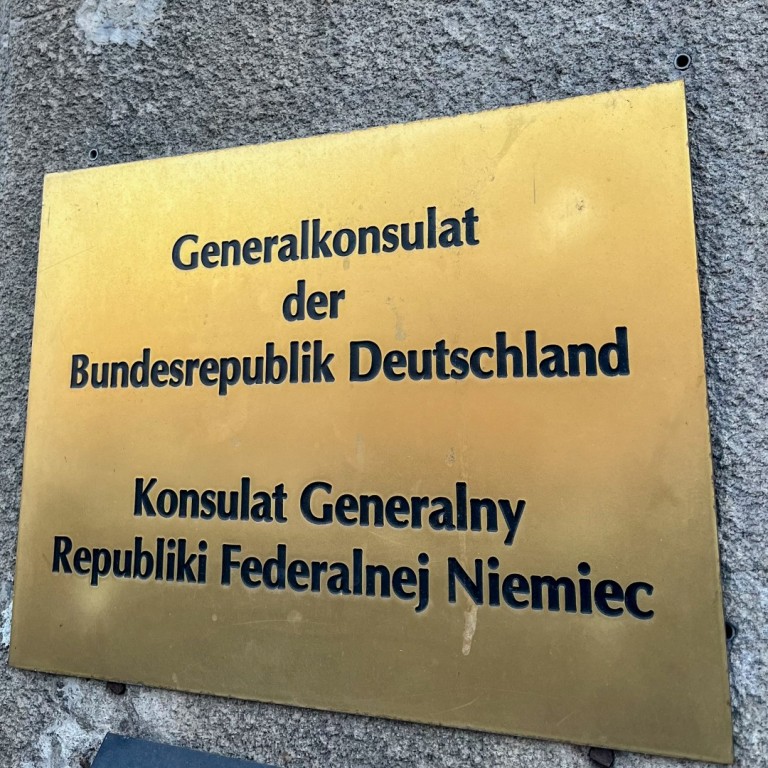 Generalkonsulat
der
Bundesrepublik Deutschland
Konsulat Generalny
Republiki Federalnej Niemiec